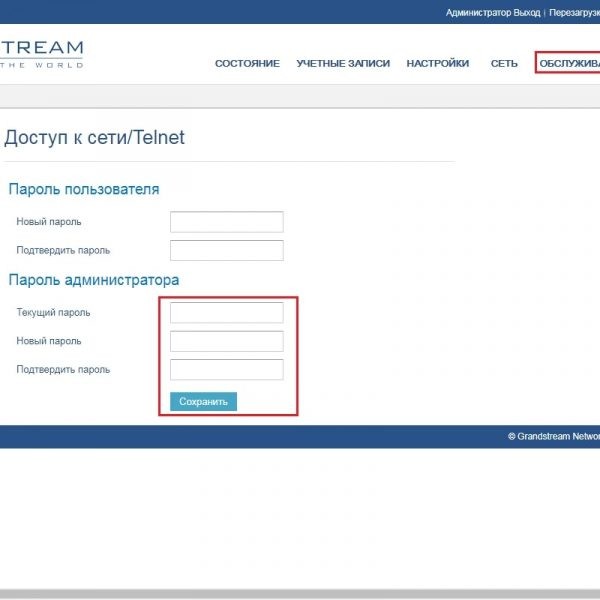 Администратор Выход | Перезагрузк
TREAM
THE WORLD
СОСТОЯНИЕ УЧЕТНЫЕ ЗАПИСИ НАСТРОЙКИ СЕТЬ ОБСЛУЖИВА
Доступ к сети/Telnet
Пароль пользователя
Новый пароль
Подтвердить пароль
Пароль администратора
Текущий пароль
Новый пароль
Подтвердить пароль
Сохранить
© Grandstream Networ